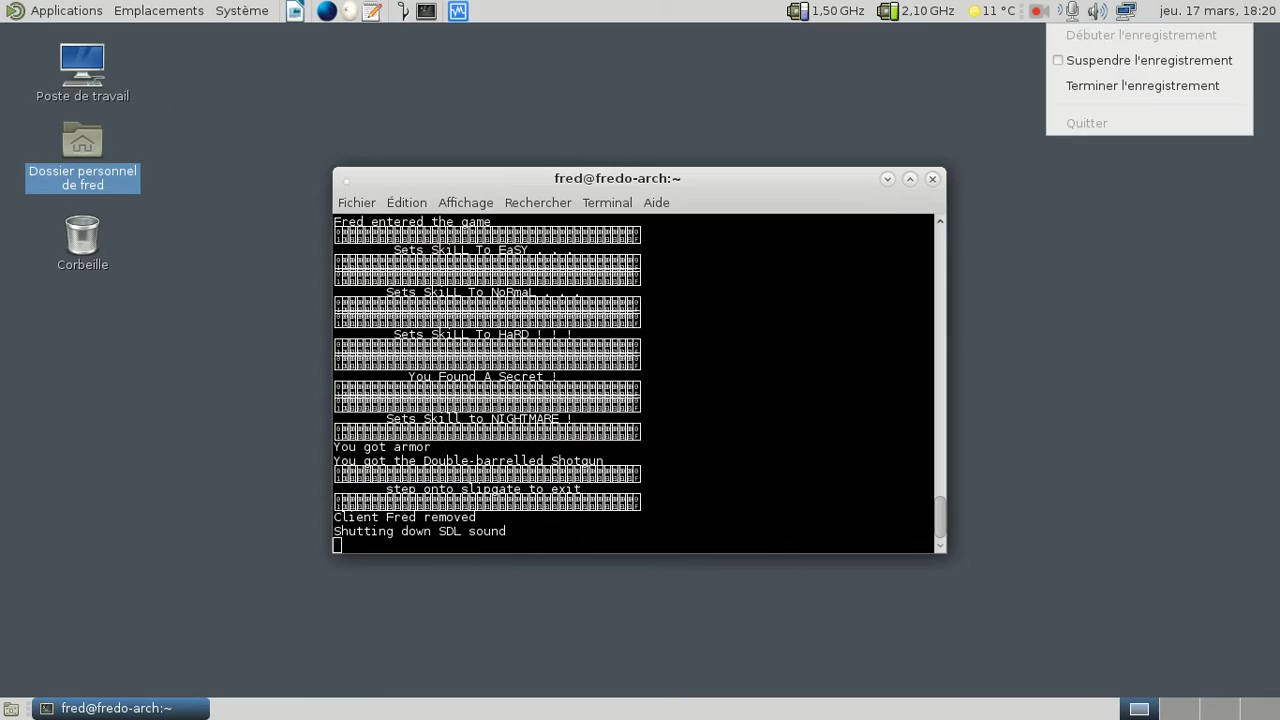 Applications Emplacements Système 1,50 GHz 2,10 GHz 11 °C jeu. 17 mars, 18:20
Débuter l'enregistrement
Suspendre l'enregistrement
Terminer l'enregistrement
Quitter
Poste de travail
Dossier personnel
de fred
Corbeille
fred@fredo-arch:~
Fichier Édition Affichage Rechercher Terminal Aide
Fred entered the game
Sets SkiLL To EaSY . . .
Sets SkiLL To NoRmaL . . .
Sets SkiLL To HaRD ! ! !
You Found A Secret !
Sets Skill to NIGHTMARE !
You got armor
You got the Double-barrelled Shotgun
step onto slipgate to exit
Client Fred removed
Shutting down SDL sound
fred@fredo-arch:~